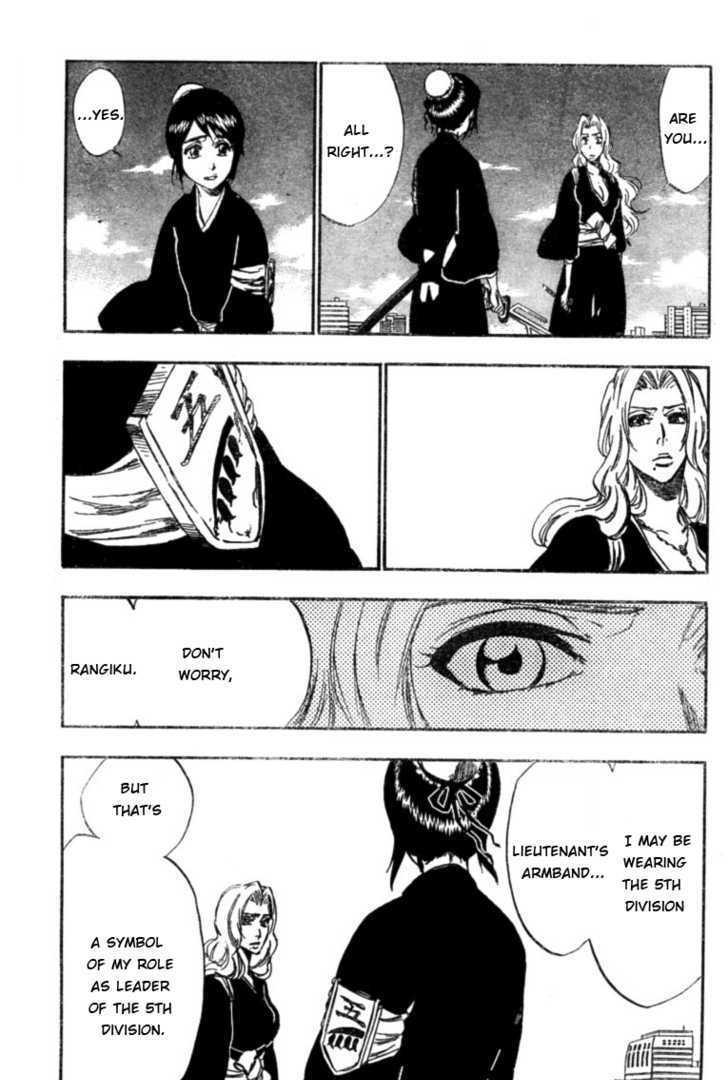 ARE
YOU...
ALL
RIGHT...?
...YES.
DON'T
WORRY,
RANGIKU.
I MAY BE
WEARING
THE 5TH
DIVISION
LIEUTENANT'S
ARMBAND...
BUT
THAT'S
A SYMBOL
OF MY ROLE
AS LEADER
OF THE 5TH
DIVISION.
五